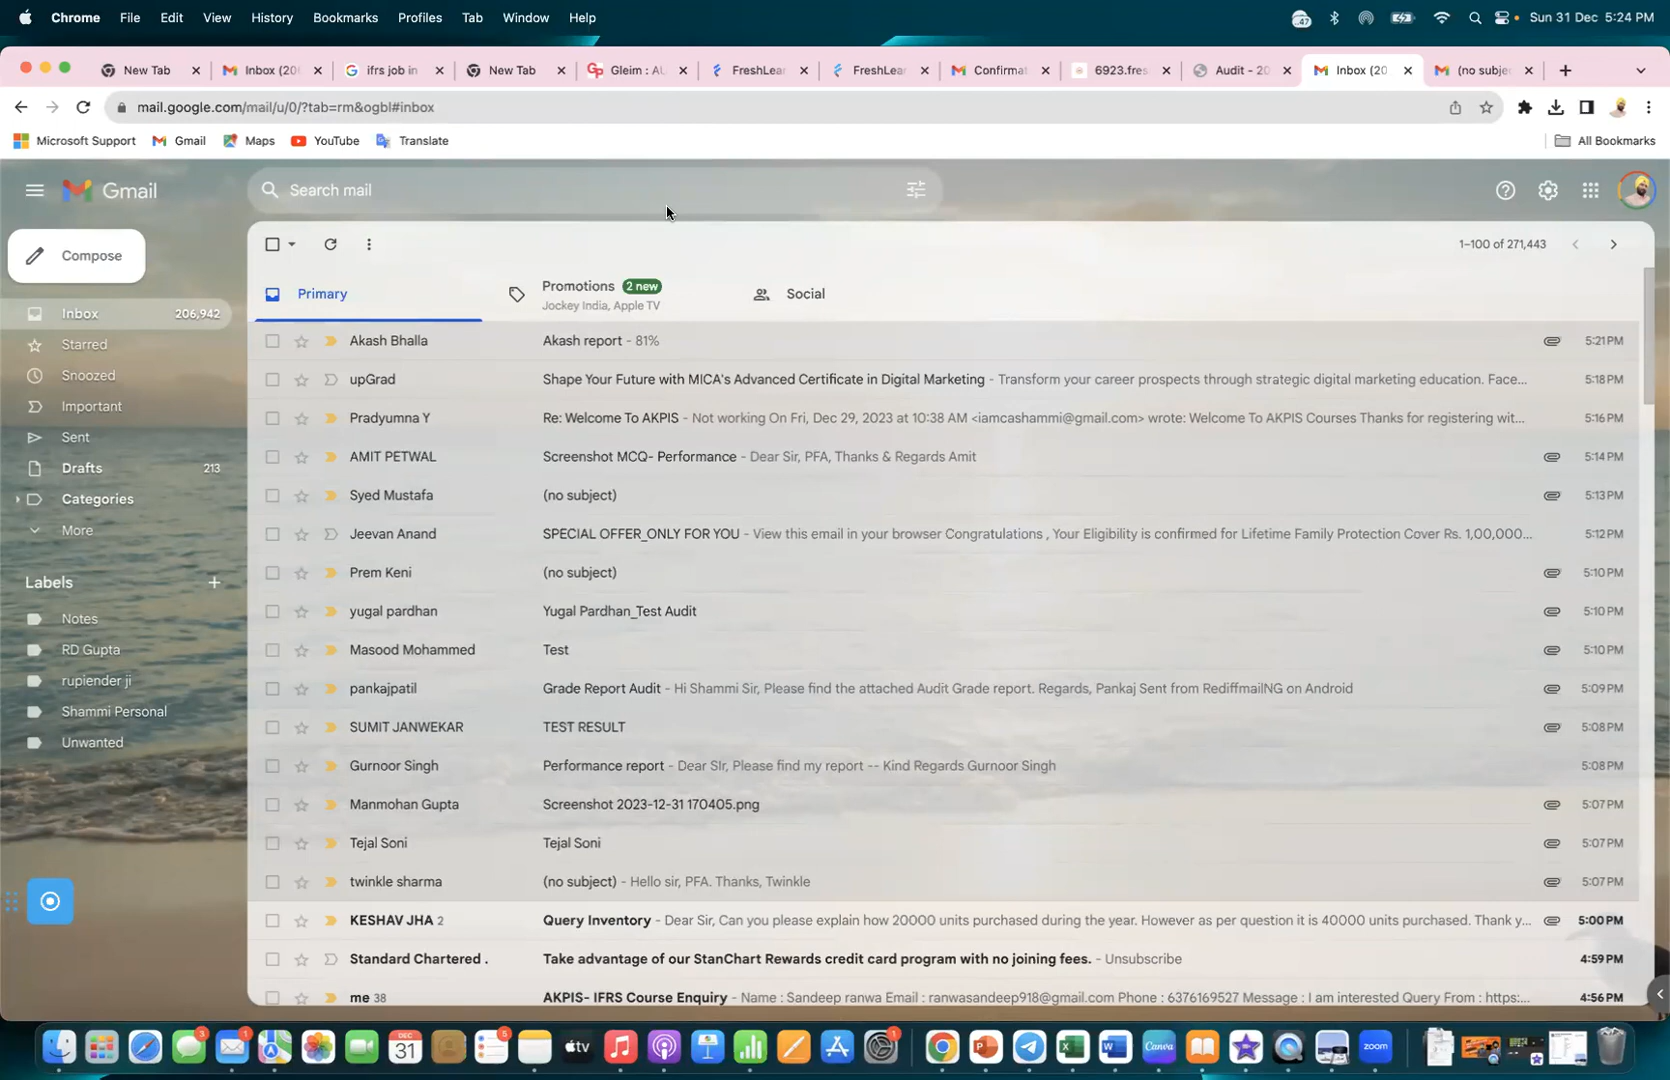 Chrome File Edit View History Bookmarks Profiles Tab Window Help 47 Sun 31 Dec 5:24 PM
New Tab Inbox (20 ifrs job in New Tab Gleim : AU FreshLear FreshLear Confirmat 6923.fres Audit - 20 Inbox (20 (no subje
mail.google.com/mail/u/0/?tab=rm&ogbl#inbox
Microsoft Support Gmail Maps YouTube Translate All Bookmarks
Gmail Search mail
Compose 1–100 of 271,443
Primary Promotions 2 new Social
Jockey India, Apple TV
Inbox 206,942
Starred
Snoozed
Important
Sent
Drafts 213
Categories
More
Labels
Notes
RD Gupta
rupiender ji
Shammi Personal
Unwanted
Akash Bhalla Akash report - 81% 5:21 PM
upGrad Shape Your Future with MICA's Advanced Certificate in Digital Marketing - Transform your career prospects through strategic digital marketing education. Face... 5:18 PM
Pradyumna Y Re: Welcome To AKPIS - Not working On Fri, Dec 29, 2023 at 10:38 AM <iamcashammi@gmail.com> wrote: Welcome To AKPIS Courses Thanks for registering wit... 5:16 PM
AMIT PETWAL Screenshot MCQ- Performance - Dear Sir, PFA, Thanks & Regards Amit 5:14 PM
Syed Mustafa (no subject) 5:13 PM
Jeevan Anand SPECIAL OFFER_ONLY FOR YOU - View this email in your browser Congratulations , Your Eligibility is confirmed for Lifetime Family Protection Cover Rs. 1,00,000... 5:12 PM
Prem Keni (no subject) 5:10 PM
yugal pardhan Yugal Pardhan_Test Audit 5:10 PM
Masood Mohammed Test 5:10 PM
pankajpatil Grade Report Audit - Hi Shammi Sir, Please find the attached Audit Grade report. Regards, Pankaj Sent from RediffmailNG on Android 5:09 PM
SUMIT JANWEKAR TEST RESULT 5:08 PM
Gurnoor Singh Performance report - Dear SIr, Please find my report -- Kind Regards Gurnoor Singh 5:08 PM
Manmohan Gupta Screenshot 2023-12-31 170405.png 5:07 PM
Tejal Soni Tejal Soni 5:07 PM
twinkle sharma (no subject) - Hello sir, PFA. Thanks, Twinkle 5:07 PM
KESHAV JHA 2 Query Inventory - Dear Sir, Can you please explain how 20000 units purchased during the year. However as per question it is 40000 units purchased. Thank y... 5:00 PM
Standard Chartered . Take advantage of our StanChart Rewards credit card program with no joining fees. - Unsubscribe 4:59 PM
me 38 AKPIS- IFRS Course Enquiry - Name : Sandeep ranwa Email : ranwasandeep918@gmail.com Phone : 6376169527 Message : I am interested Query From : https:... 4:56 PM
3 1 DEC 31 5 tv 1 Canva zoom